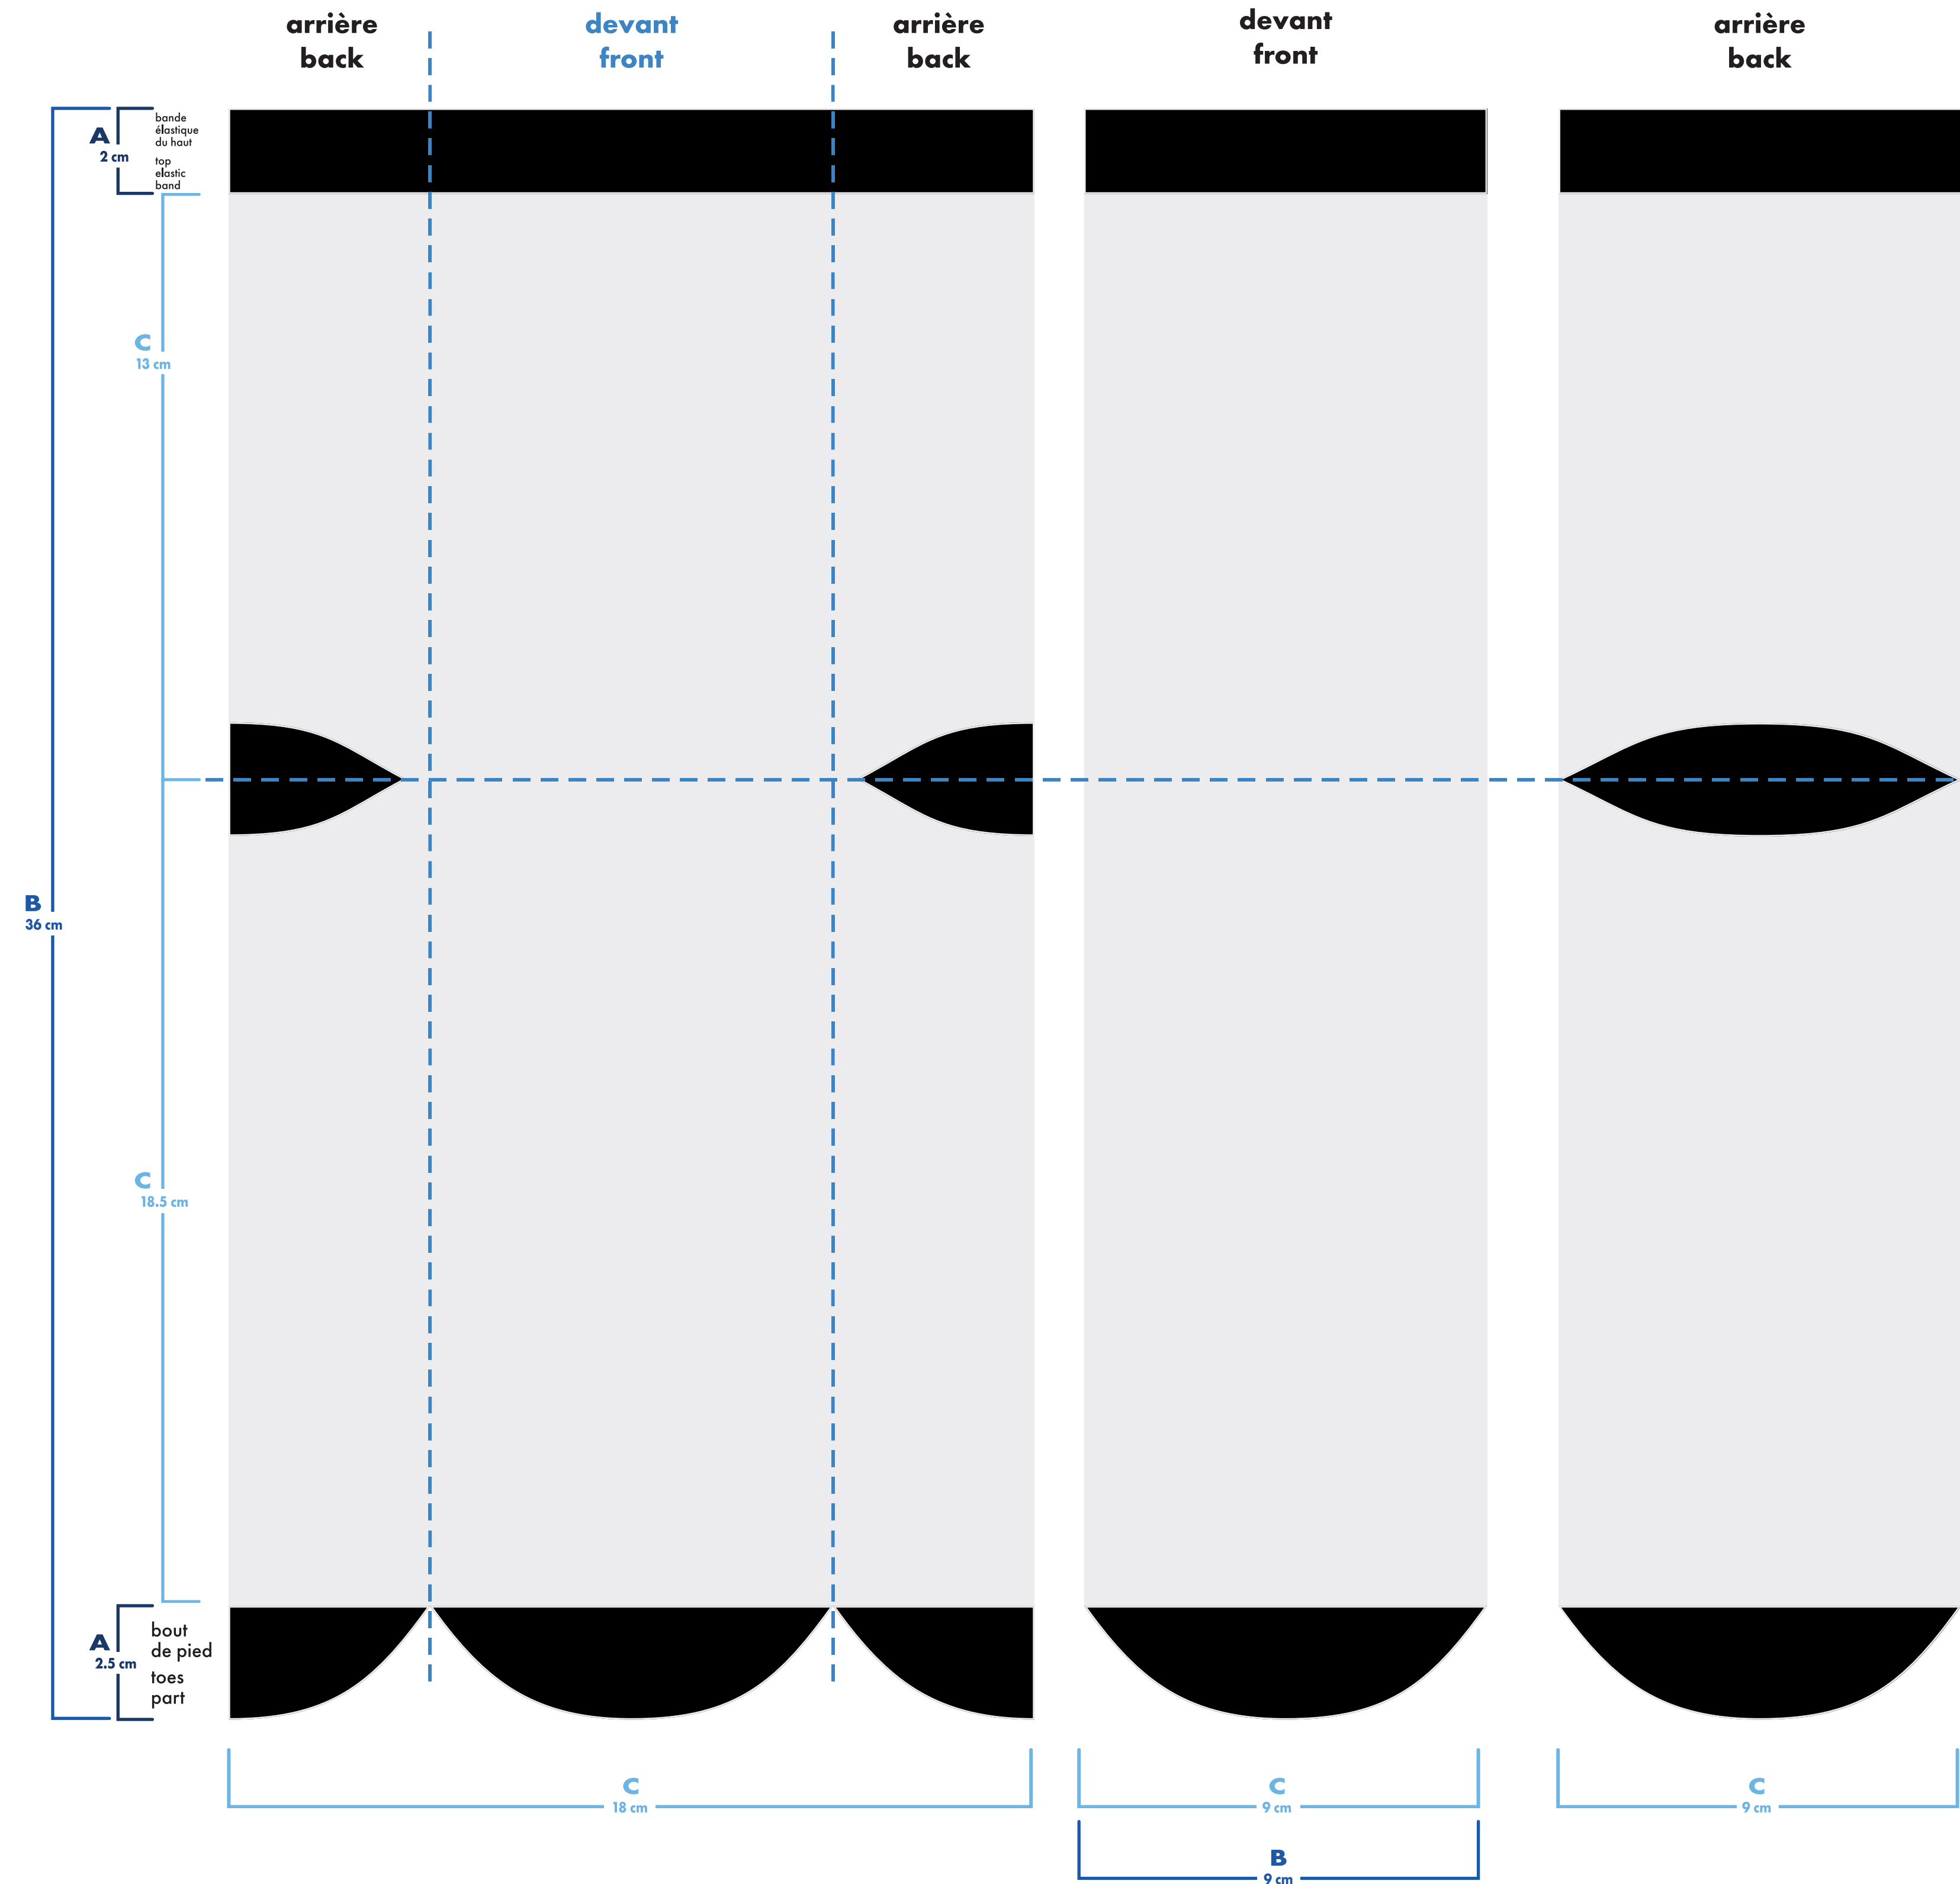 arrière
back
devant
front
arrière
back
devant
front
arrière
back
A
2 cm
bande
élastique
du haut
top
elastic
band
C
13 cm
B
36 cm
C
18.5 cm
A
2.5 cm
bout
de pied
toes
part
C
18 cm
C
9 cm
C
9 cm
B
9 cm